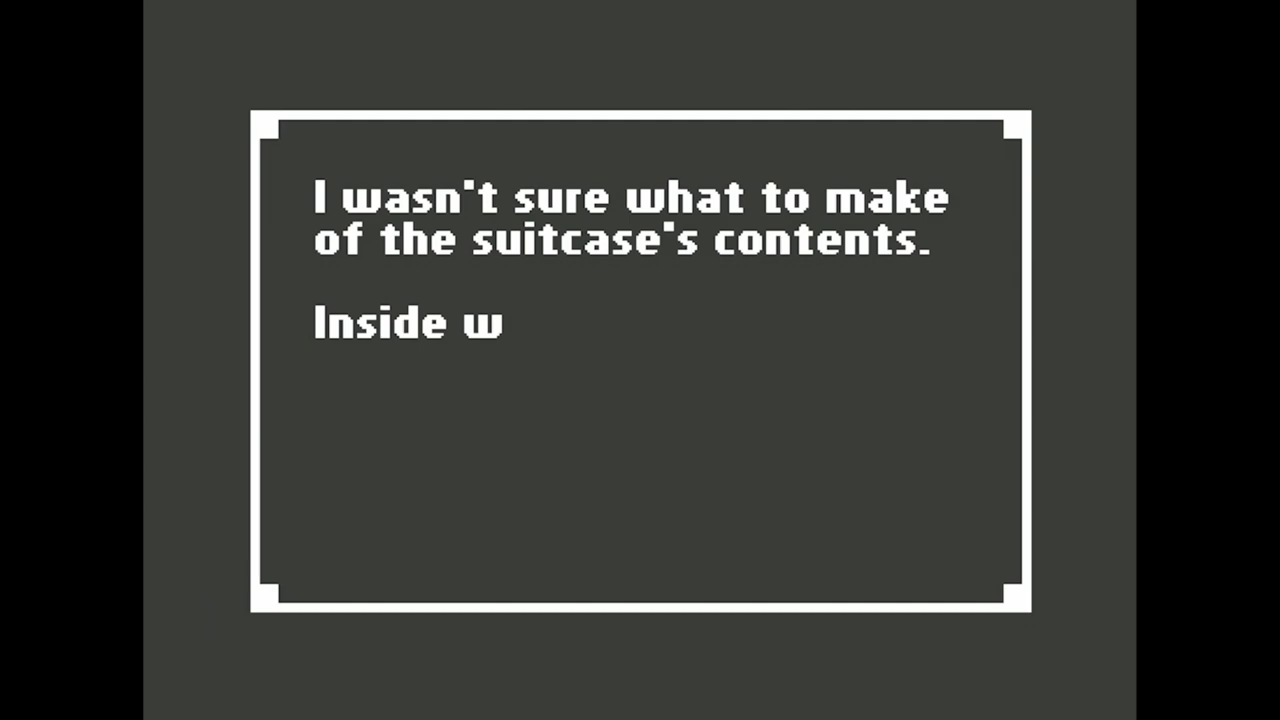 I wasn't sure what to make
of the suitcase's contents.
Inside w